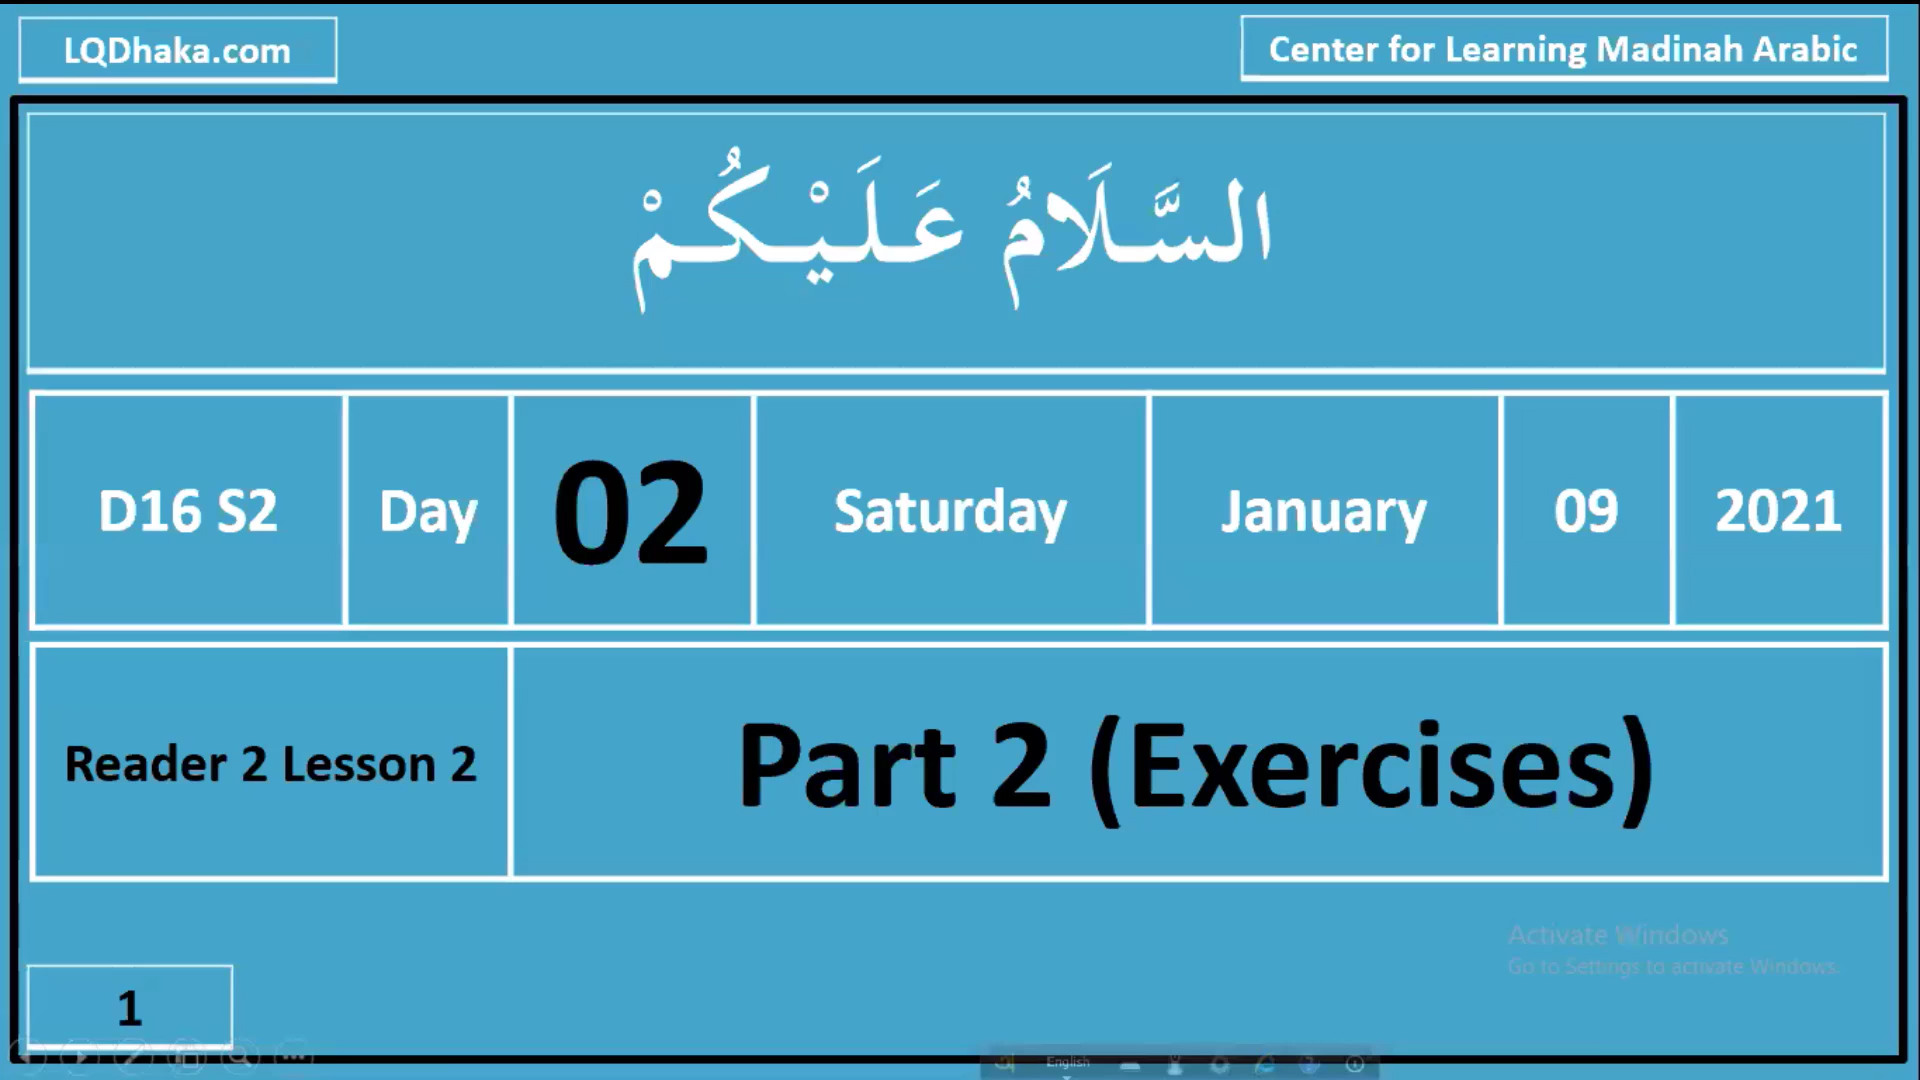 LQDhaka.com
Center for Learning Madinah Arabic
السَّلَامُ عَلَيْكُمْ
D16 S2 Day 02 Saturday January 09 2021
Reader 2 Lesson 2
Part 2 (Exercises)
Activate Windows
Go to Settings to activate Windows.
1
English